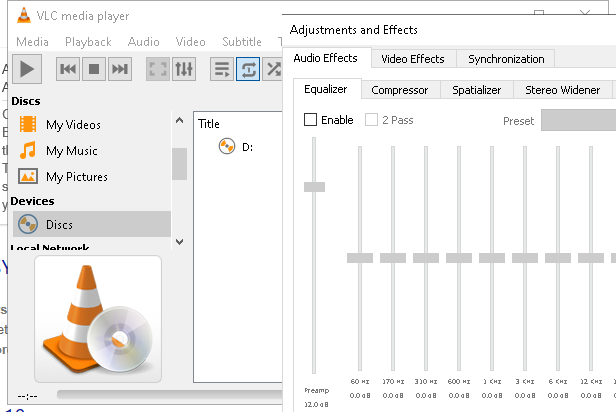 VLC media player
Media Playback Audio Video Subtitle T
Discs
My Videos
My Music
My Pictures
Devices
Discs
Local Network
Title
D:
--:--
Adjustments and Effects
Audio Effects Video Effects Synchronization
Equalizer Compressor Spatializer Stereo Widener
Enable 2 Pass Preset
60 Hz 170 Hz 310 Hz 600 Hz 1 KHz 3 KHz 6 KHz 12 KHz
Preamp 0.0 dB 0.0 dB 0.0 dB 0.0 dB 0.0 dB 0.0 dB 0.0 dB 0.0 dB
12.0 dB